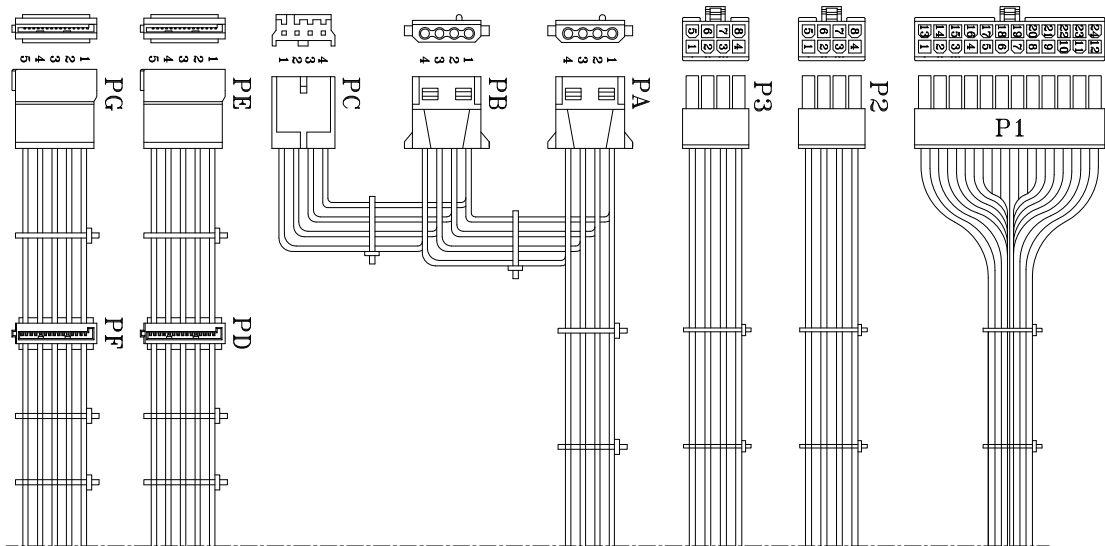 5 6 7 8
1 2 3 4
5 6 7 8
1 2 3 4
13 14 15 16 17 18 19 20 21 22 23 24
1 2 3 4 5 6 7 8 9 10 11 12
5 4 3 2 1
5 4 3 2 1
1 2 3 4
4 3 2 1
4 3 2 1
PG
PE
PC
PB
PA
P3
P2
P1
PF
PD